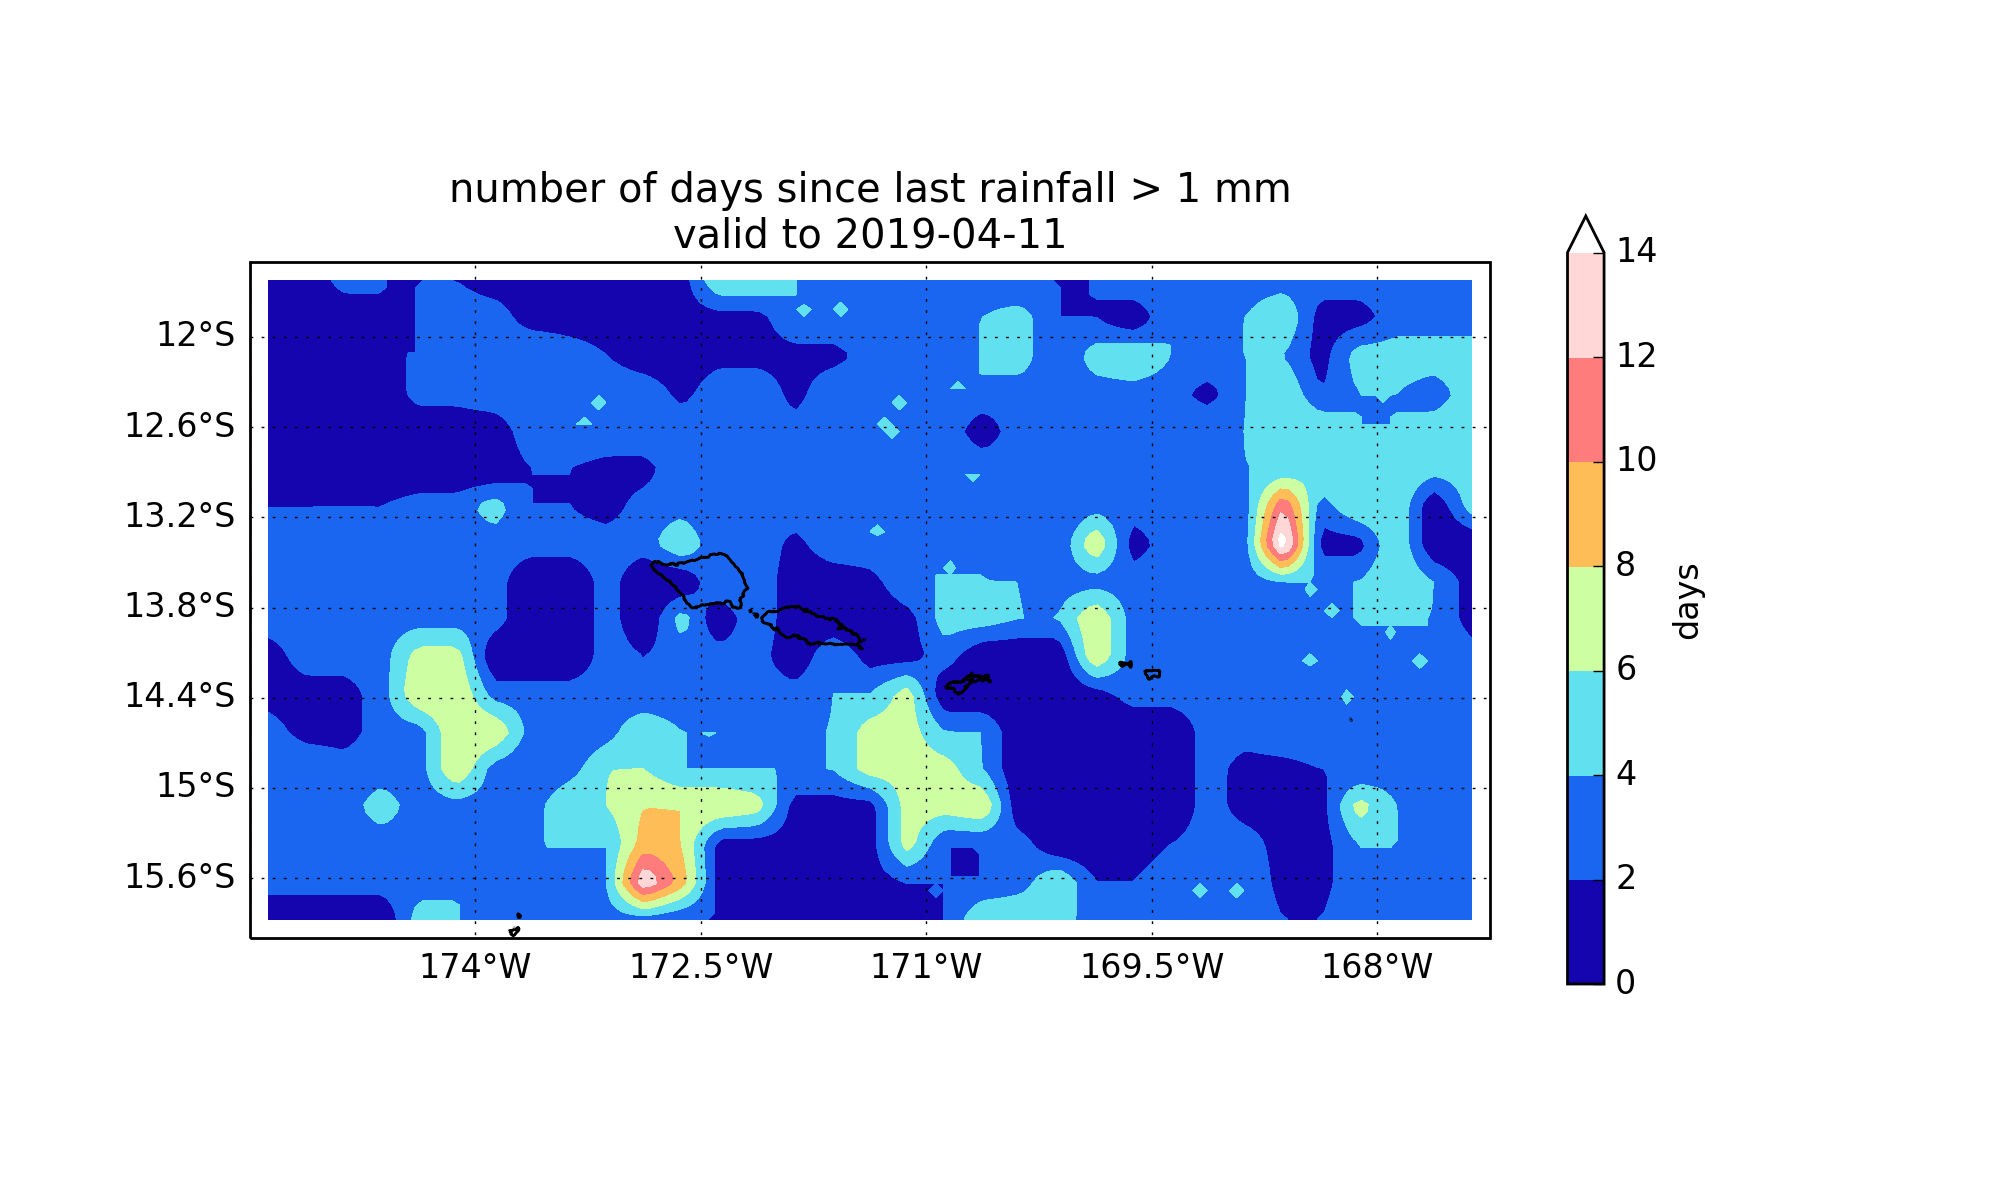 number of days since last rainfall > 1 mm
valid to 2019-04-11
12°S
12.6°S
13.2°S
13.8°S
14.4°S
15°S
15.6°S
174°W
172.5°W
171°W
169.5°W
168°W
14
12
10
8
6
4
2
0
days